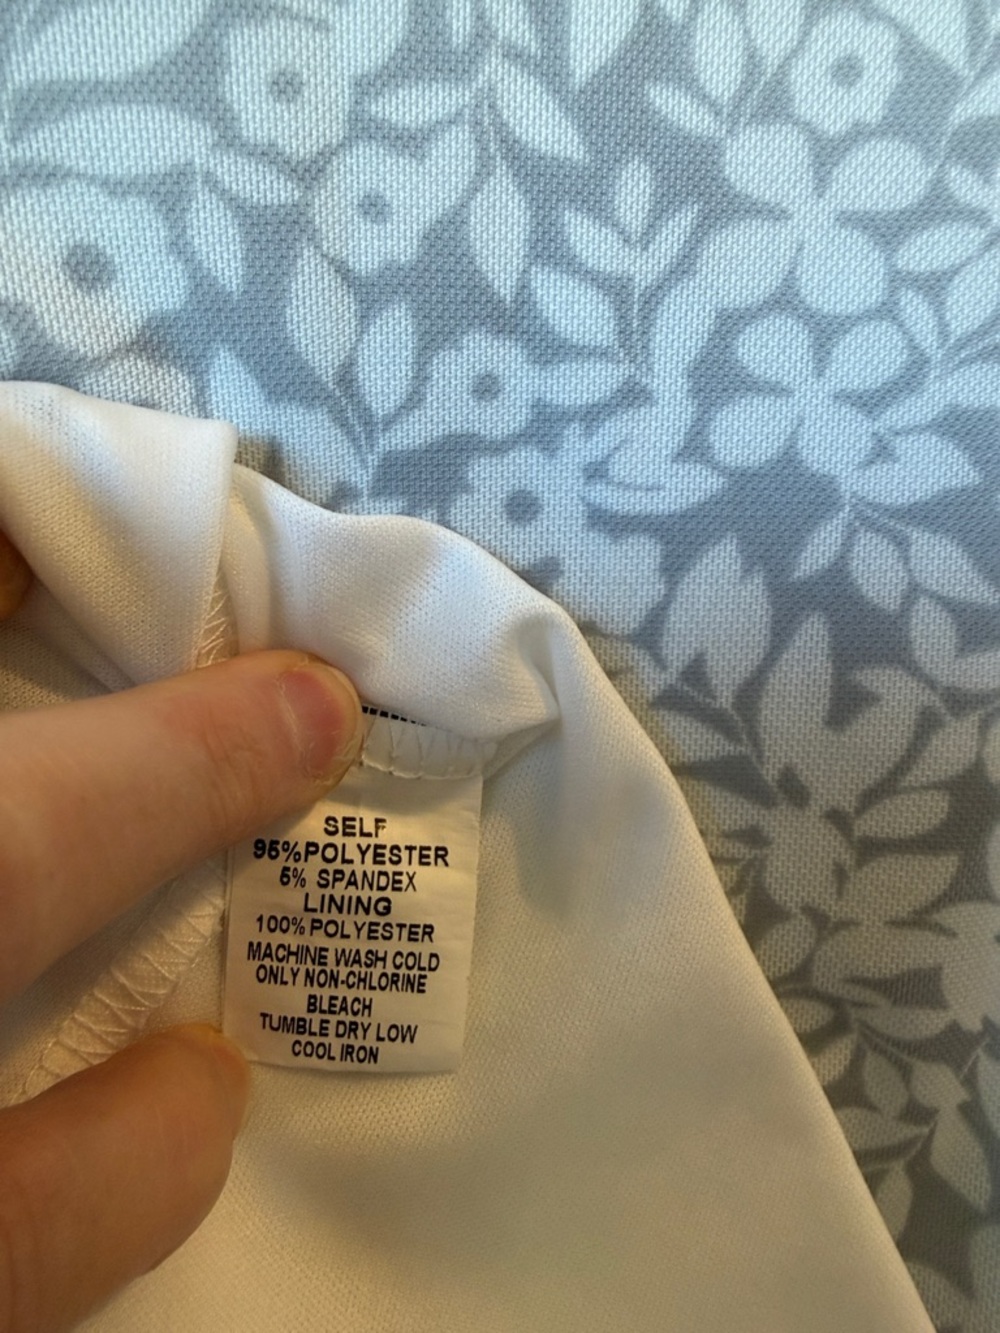 SELF
95%POLYESTER
5% SPANDEX
LINING
100% POLYESTER
MACHINE WASH COLD
ONLY NON-CHLORINE
BLEACH
TUMBLE DRY LOW
COOL IRON